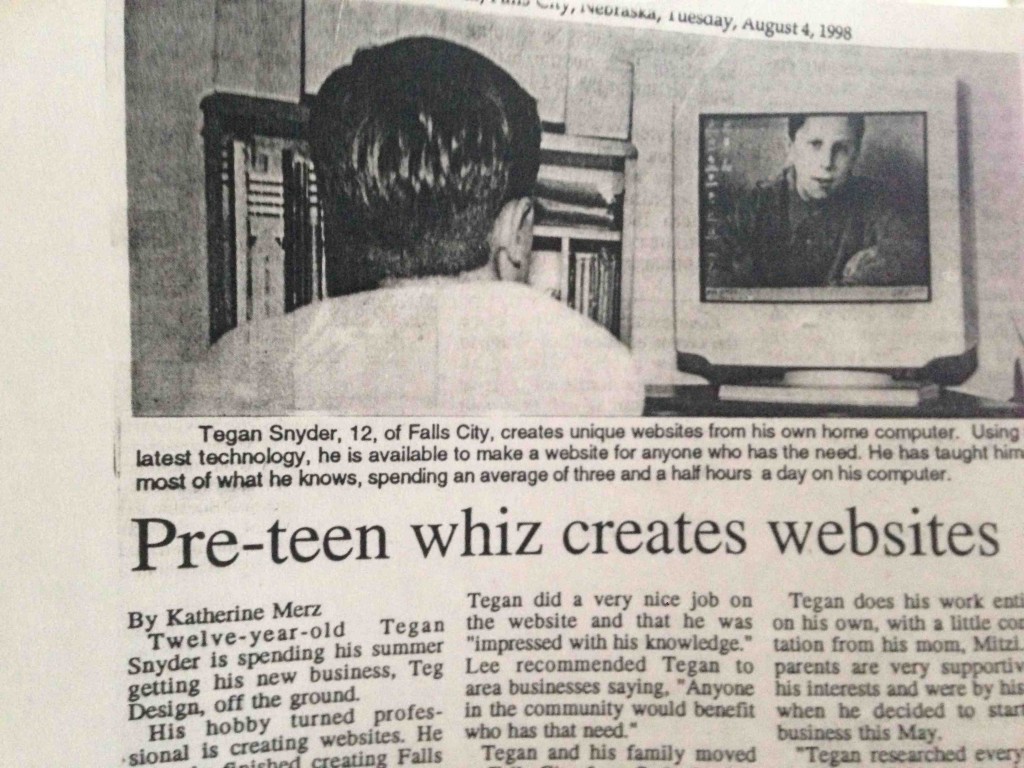 City, Nebraska, Tuesday, August 4, 1998
Tegan Snyder, 12, of Falls City, creates unique websites from his own home computer. Using
latest technology, he is available to make a website for anyone who has the need. He has taught him
most of what he knows, spending an average of three and a half hours a day on his computer.
Pre-teen whiz creates websites
By Katherine Merz
Twelve-year-old Tegan
Snyder is spending his summer
getting his new business, Teg
Design, off the ground.
His hobby turned profes-
sional is creating websites. He
finished creating Falls
Tegan did a very nice job on
the website and that he was
"impressed with his knowledge."
Lee recommended Tegan to
area businesses saying, "Anyone
in the community would benefit
who has that need."
Tegan and his family moved
Tegan does his work enti
on his own, with a little con
tation from his mom, Mitzi.
parents are very supportiv
his interests and were by his
when he decided to start
business this May.
"Tegan researched every